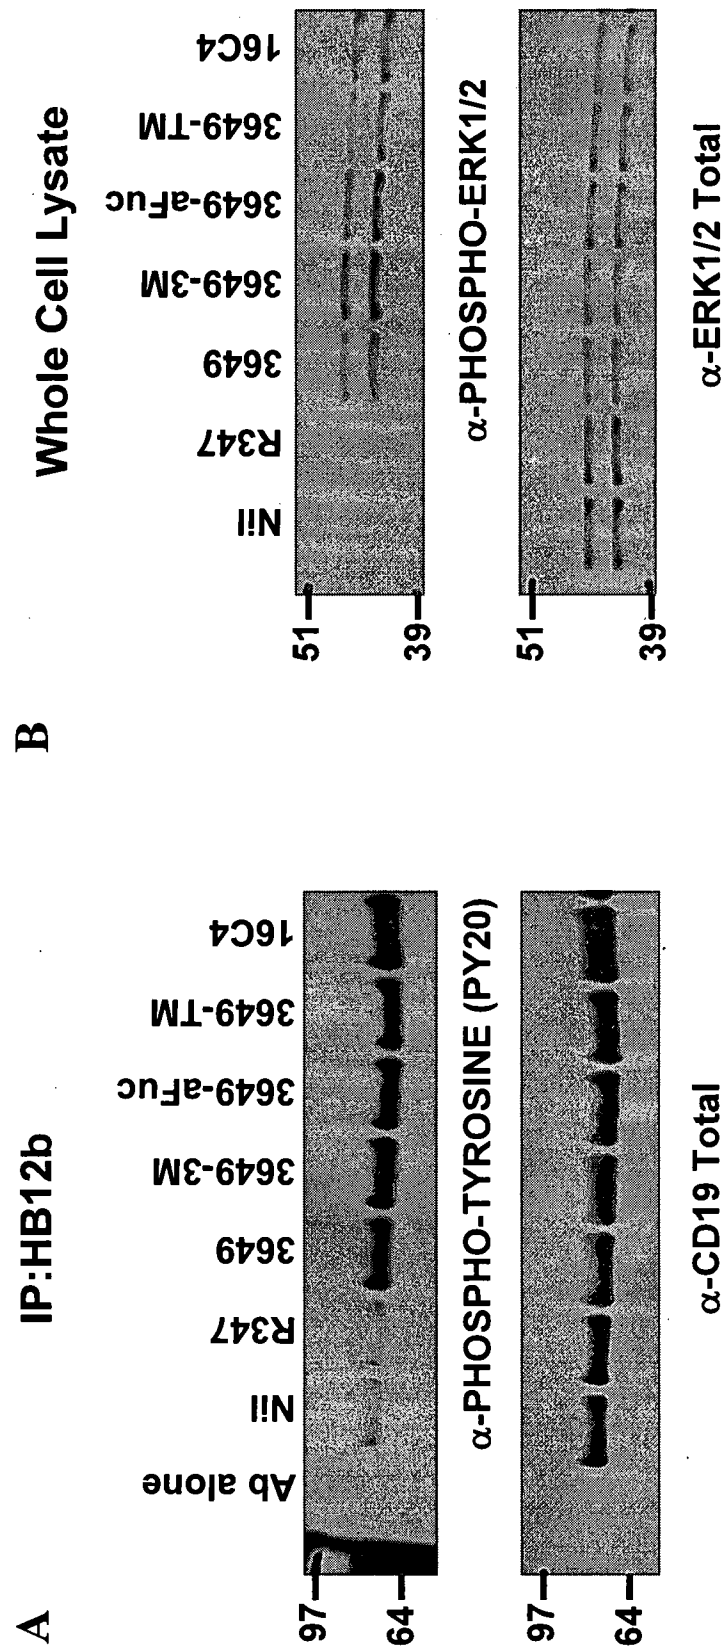 A
IP:HB12b
Ab alone
Nil
R347
3649
3649-3M
3649-aFuc
3649-TM
16C4
97
64
α-PHOSPHO-TYROSINE (PY20)
97
64
α-CD19 Total
B
Whole Cell Lysate
Nil
R347
3649
3649-3M
3649-aFuc
3649-TM
16C4
51
39
α-PHOSPHO-ERK1/2
51
39
α-ERK1/2 Total